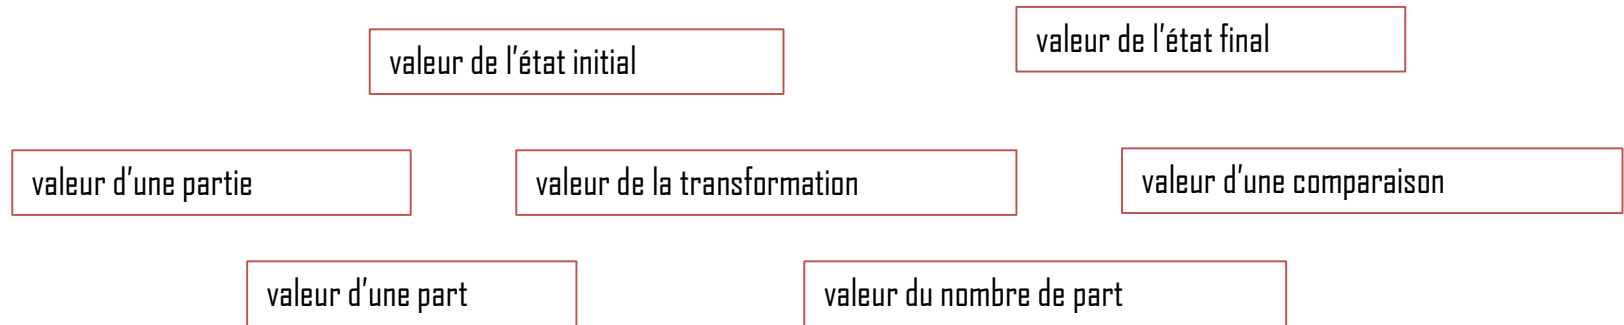 valeur de l'état initial
valeur de l'état final
valeur d'une partie
valeur de la transformation
valeur d'une comparaison
valeur d'une part
valeur du nombre de part